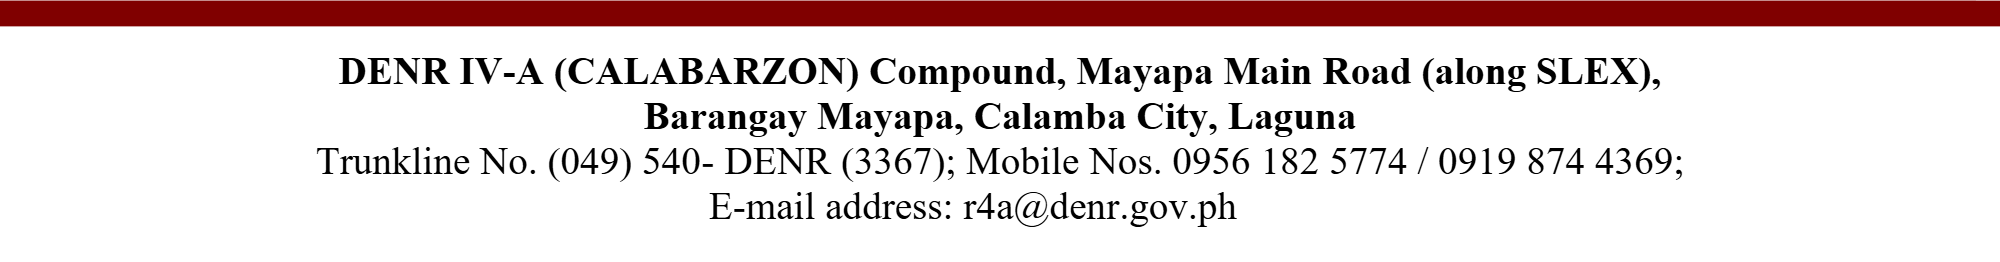 DENR IV-A (CALABARZON) Compound, Mayapa Main Road (along SLEX),
Barangay Mayapa, Calamba City, Laguna
Trunkline No. (049) 540- DENR (3367); Mobile Nos. 0956 182 5774 / 0919 874 4369;
E-mail address: r4a@denr.gov.ph